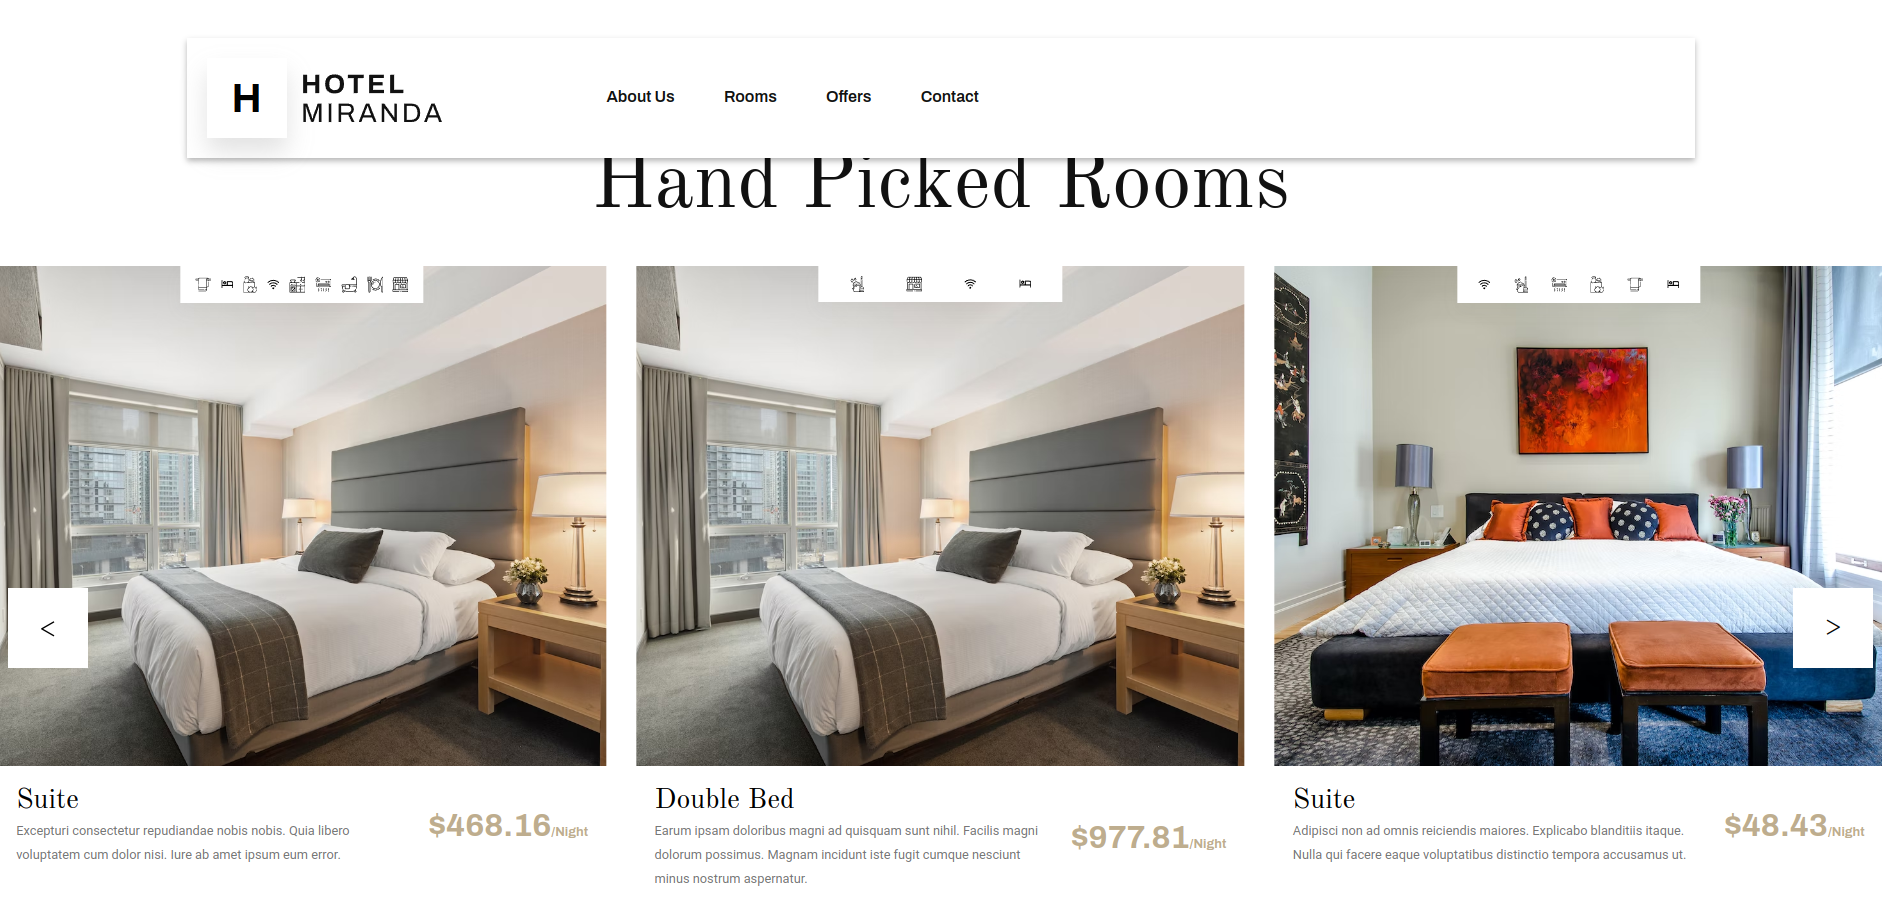 H
HOTEL
MIRANDA
About Us
Rooms
Offers
Contact
Hand Picked Rooms
<
>
Suite
Excepturi consectetur repudiandae nobis nobis. Quia libero
voluptatem cum dolor nisi. Iure ab amet ipsum eum error.
$468.16/Night
Double Bed
Earum ipsam doloribus magni ad quisquam sunt nihil. Facilis magni
dolorum possimus. Magnam incidunt iste fugit cumque nesciunt
minus nostrum aspernatur.
$977.81/Night
Suite
Adipisci non ad omnis reiciendis maiores. Explicabo blanditiis itaque.
Nulla qui facere eaque voluptatibus distinctio tempora accusamus ut.
$48.43/Night